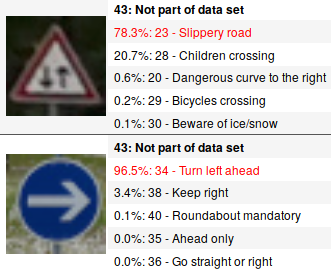 43: Not part of data set
78.3%: 23 - Slippery road
20.7%: 28 - Children crossing
0.6%: 20 - Dangerous curve to the right
0.2%: 29 - Bicycles crossing
0.1%: 30 - Beware of ice/snow
43: Not part of data set
96.5%: 34 - Turn left ahead
3.4%: 38 - Keep right
0.1%: 40 - Roundabout mandatory
0.0%: 35 - Ahead only
0.0%: 36 - Go straight or right